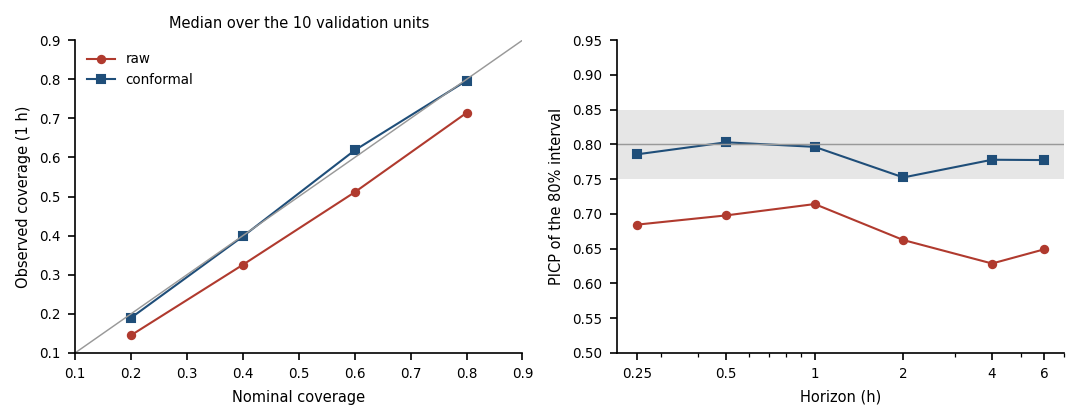 Median over the 10 validation units
raw
conformal
Observed coverage (1 h)
0.9
0.8
0.7
0.6
0.5
0.4
0.3
0.2
0.1
0.1 0.2 0.3 0.4 0.5 0.6 0.7 0.8 0.9
Nominal coverage
PICP of the 80% interval
0.95
0.90
0.85
0.80
0.75
0.70
0.65
0.60
0.55
0.50
0.25 0.5 1 2 4 6
Horizon (h)